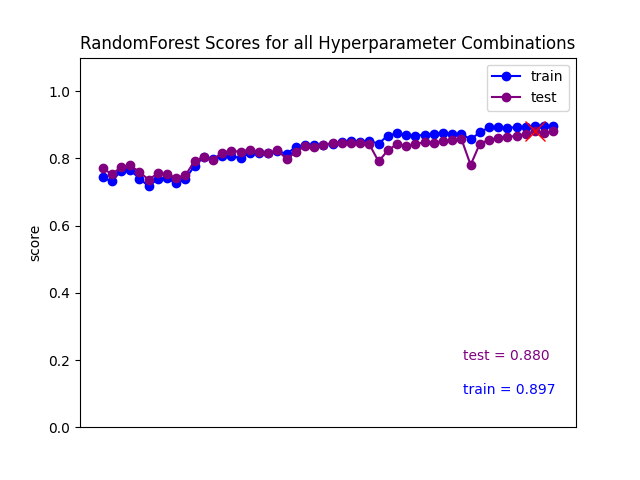 RandomForest Scores for all Hyperparameter Combinations
train
test
1.0
0.8
0.6
0.4
0.2
0.0
score
test = 0.880
train = 0.897